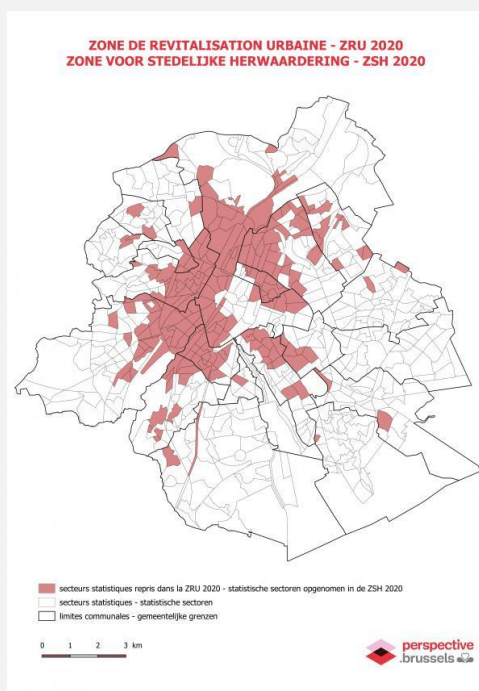 ZONE DE REVITALISATION URBAINE - ZRU 2020
ZONE VOOR STEDELIJKE HERWAARDERING - ZSH 2020
secteurs statistiques repris dans la ZRU 2020 - statistische sectoren opgenomen in de ZSH 2020
secteurs statistiques - statistische sectoren
limites communales - gemeentelijke grenzen
0 1 2 3 km
perspective
.brussels